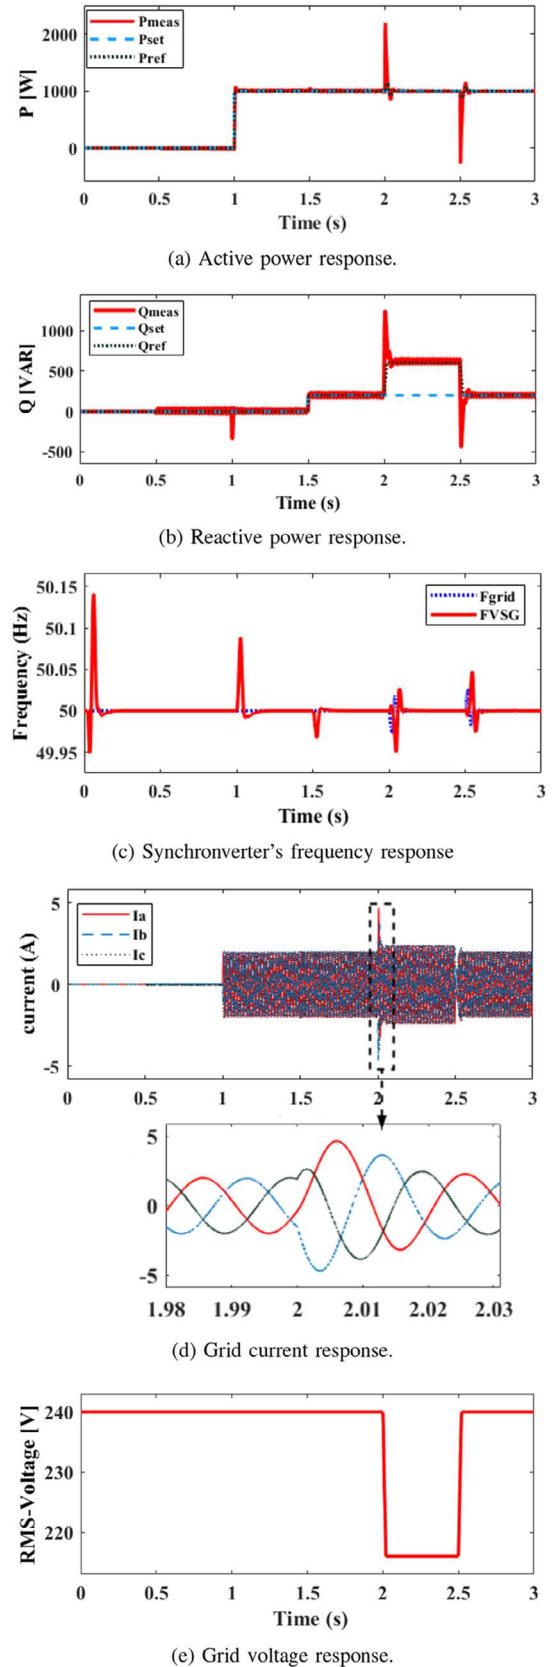 Pmeas
Pset
Pref
P [W]
2000
1000
0
0 0.5 1 1.5 2 2.5 3
Time (s)
(a) Active power response.
Qmeas
Qset
Qref
Q [VAR]
1000
500
0
-500
0 0.5 1 1.5 2 2.5 3
Time (s)
(b) Reactive power response.
Fgrid
FVSG
Frequency (Hz)
50.15
50.1
50.05
50
49.95
0 0.5 1 1.5 2 2.5 3
Time (s)
(c) Synchronverter's frequency response
Ia
Ib
Ic
current (A)
5
0
-5
0 0.5 1 1.5 2 2.5 3
5
0
-5
1.98 1.99 2 2.01 2.02 2.03
(d) Grid current response.
RMS-Voltage [V]
240
230
220
0 0.5 1 1.5 2 2.5 3
Time (s)
(e) Grid voltage response.